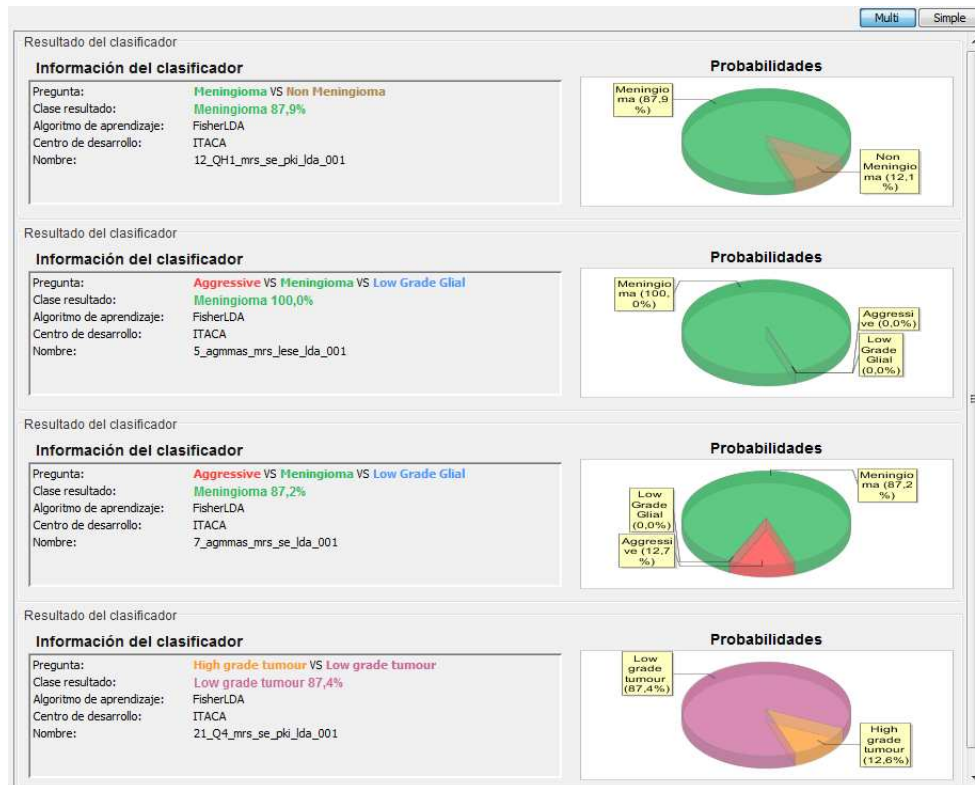 Multi Simple
Resultado del clasificador
Información del clasificador
Pregunta: Meningioma VS Non Meningioma
Clase resultado: Meningioma 87,9%
Algoritmo de aprendizaje: FisherLDA
Centro de desarrollo: ITACA
Nombre: 12_QH1_mrs_se_pki_lda_001
Probabilidades
Meningio
ma (87,9
%)
Non
Meningio
ma (12,1
%)
Resultado del clasificador
Información del clasificador
Pregunta: Aggressive VS Meningioma VS Low Grade Glial
Clase resultado: Meningioma 100,0%
Algoritmo de aprendizaje: FisherLDA
Centro de desarrollo: ITACA
Nombre: 5_agmmas_mrs_lese_lda_001
Probabilidades
Meningio
ma (100,
0%)
Aggressi
ve (0,0%)
Low
Grade
Glial
(0,0%)
Resultado del clasificador
Información del clasificador
Pregunta: Aggressive VS Meningioma VS Low Grade Glial
Clase resultado: Meningioma 87,2%
Algoritmo de aprendizaje: FisherLDA
Centro de desarrollo: ITACA
Nombre: 7_agmmas_mrs_se_lda_001
Probabilidades
Meningio
ma (87,2
%)
Low
Grade
Glial
(0,0%)
Aggressi
ve (12,7
%)
Resultado del clasificador
Información del clasificador
Pregunta: High grade tumour VS Low grade tumour
Clase resultado: Low grade tumour 87,4%
Algoritmo de aprendizaje: FisherLDA
Centro de desarrollo: ITACA
Nombre: 21_Q4_mrs_se_pki_lda_001
Probabilidades
Low
grade
tumour
(87,4%)
High
grade
tumour
(12,6%)